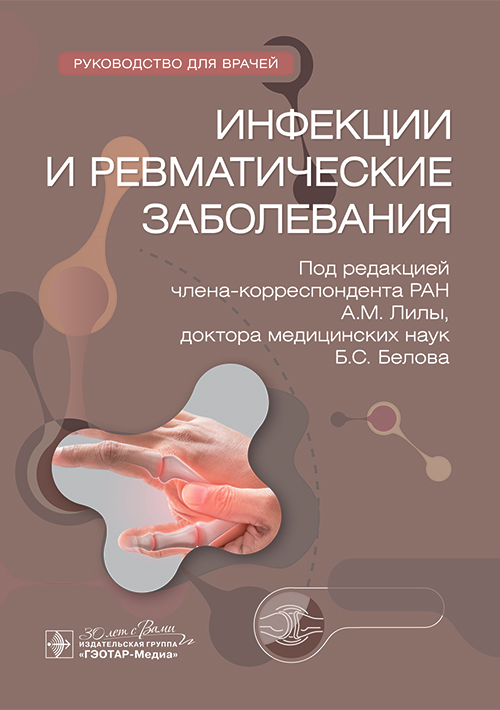 РУКОВОДСТВО ДЛЯ ВРАЧЕЙ
ИНФЕКЦИИ
И РЕВМАТИЧЕСКИЕ
ЗАБОЛЕВАНИЯ
Под редакцией
члена-корреспондента РАН
А.М. Лилы,
доктора медицинских наук
Б.С. Белова
30 лет с Вами
ИЗДАТЕЛЬСКАЯ ГРУППА
«ГЭОТАР-Медиа»